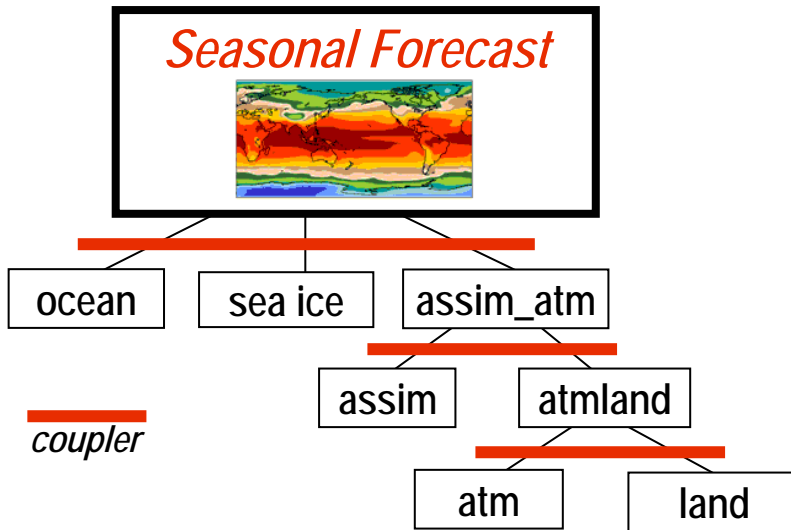 Seasonal Forecast
ocean
sea ice
assim_atm
assim
atmland
coupler
atm
land